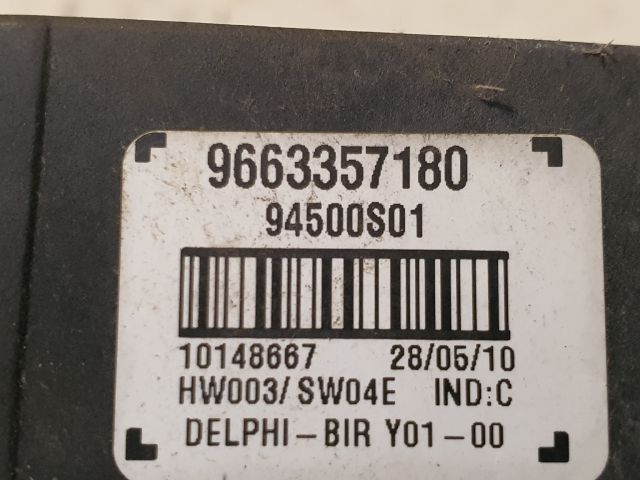 9663357180
94500S01
10148667 28/05/10
HW003/ SW04E IND:C
DELPHI-BIR Y01-00